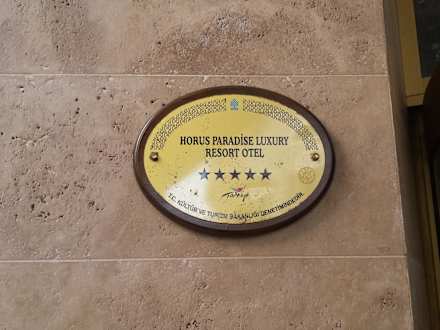 HORUS PARADİSE LUXURY
RESORT OTEL
Türkiye
T.C. KÜLTÜR VE TURİZM BAKANLIĞI DENETİMİNDEDİR.